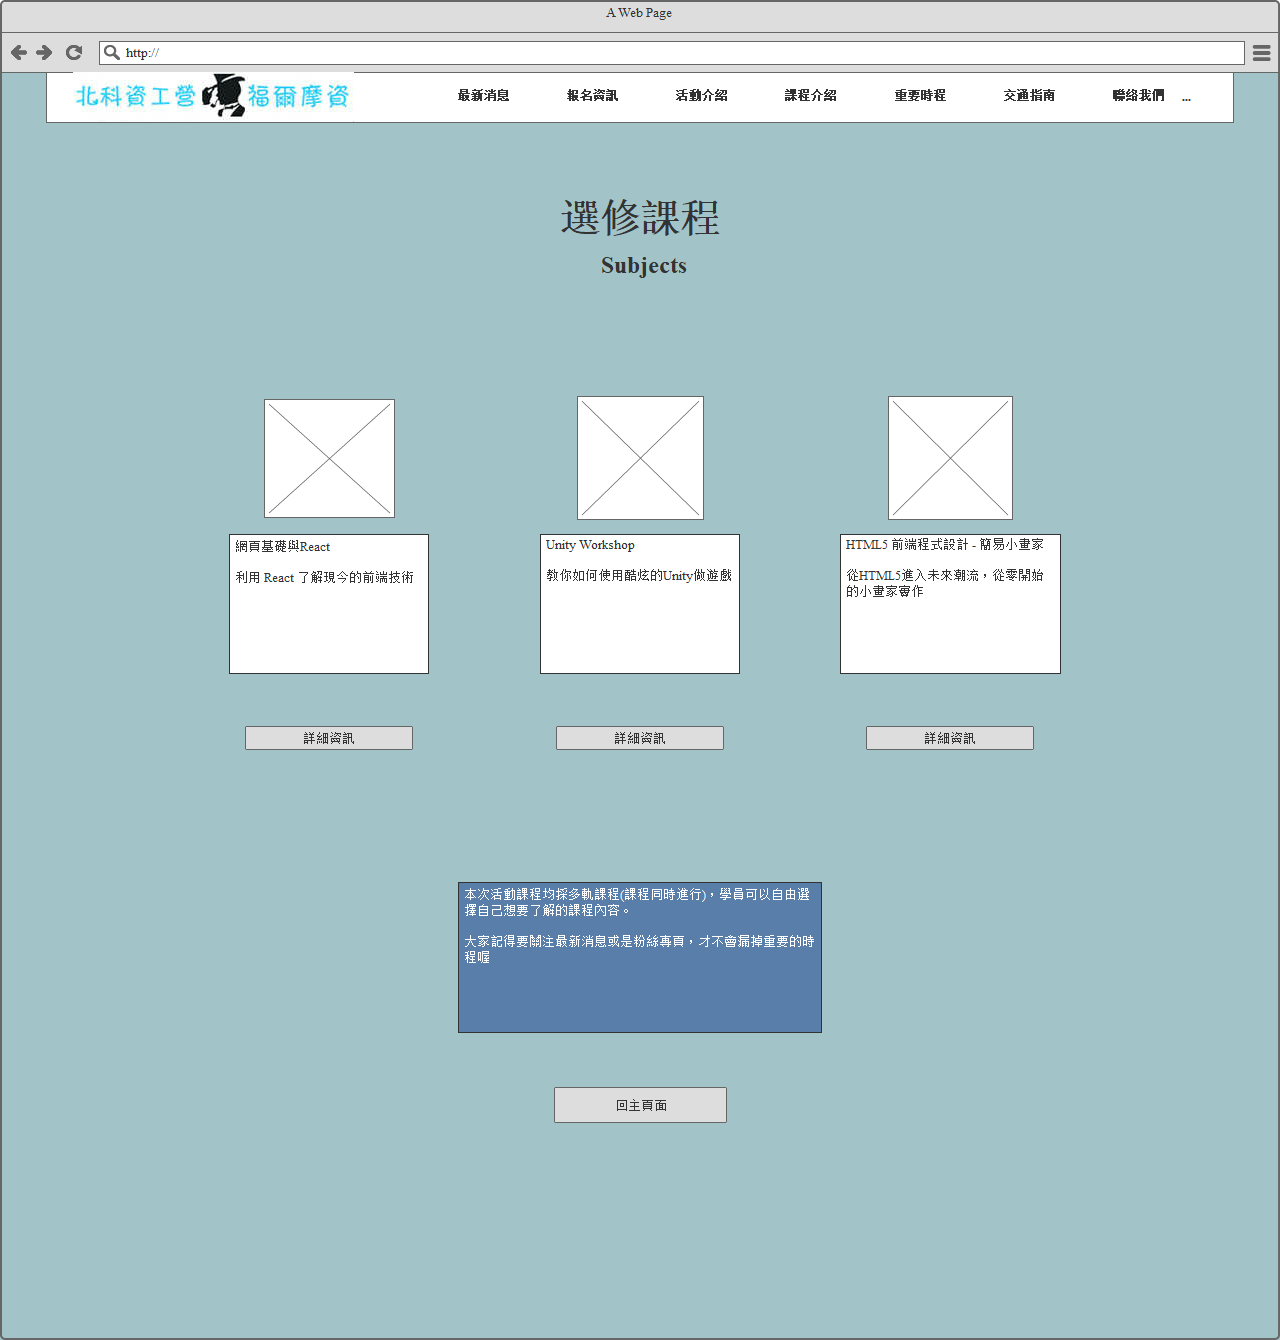 A Web Page
http://
北科資工營 福爾摩資
最新消息 報名資訊 活動介紹 課程介紹 重要時程 交通指南 聯絡我們 ...
選修課程
Subjects
網頁基礎與React
利用 React 了解現今的前端技術
Unity Workshop
教你如何使用酷炫的Unity做遊戲
HTML5 前端程式設計 - 簡易小畫家
從HTML5進入未來潮流，從零開始
的小畫家實作
詳細資訊 詳細資訊 詳細資訊
本次活動課程均採多軌課程(課程同時進行)，學員可以自由選
擇自己想要了解的課程內容。
大家記得要關注最新消息或是粉絲專頁，才不會漏掉重要的時
程喔
回主頁面